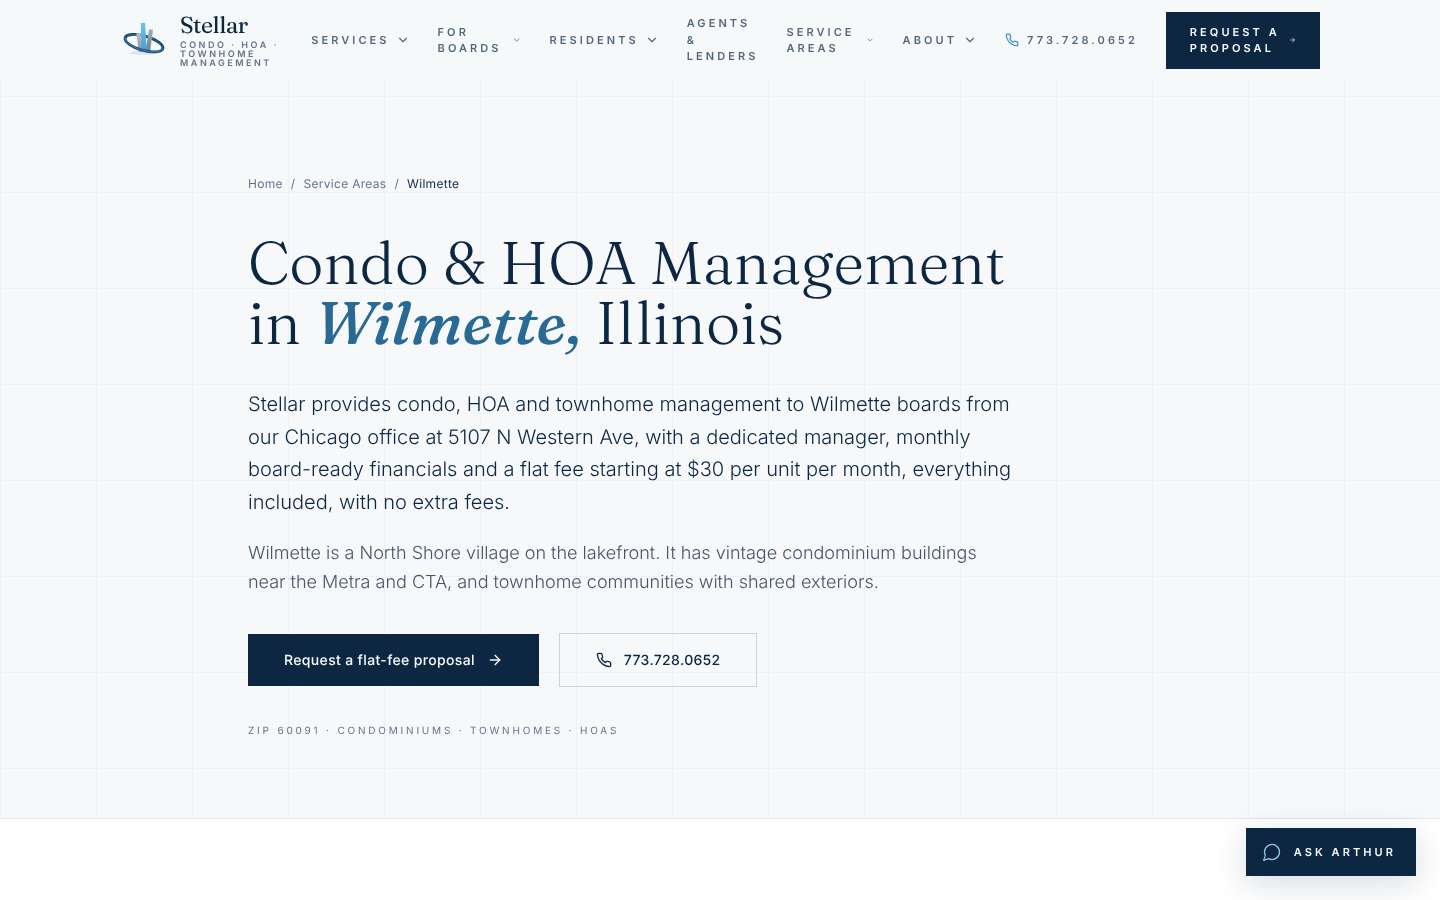 Stellar
CONDO · HOA ·
TOWNHOME
MANAGEMENT
SERVICES
FOR
BOARDS
RESIDENTS
AGENTS
&
LENDERS
SERVICE
AREAS
ABOUT
773.728.0652
REQUEST A
PROPOSAL
Home / Service Areas / Wilmette
Condo & HOA Management
in Wilmette, Illinois
Stellar provides condo, HOA and townhome management to Wilmette boards from
our Chicago office at 5107 N Western Ave, with a dedicated manager, monthly
board-ready financials and a flat fee starting at $30 per unit per month, everything
included, with no extra fees.
Wilmette is a North Shore village on the lakefront. It has vintage condominium buildings
near the Metra and CTA, and townhome communities with shared exteriors.
Request a flat-fee proposal
773.728.0652
ZIP 60091 · CONDOMINIUMS · TOWNHOMES · HOAS
ASK ARTHUR